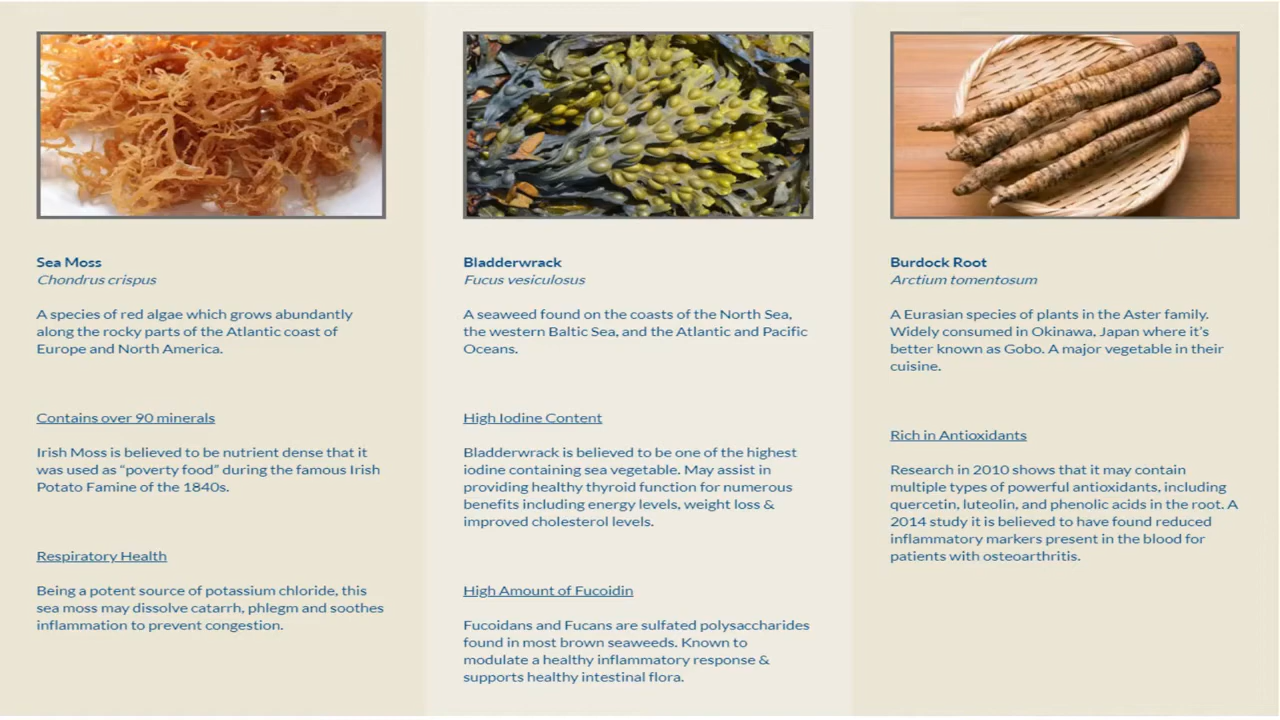 Sea Moss
Chondrus crispus
A species of red algae which grows abundantly
along the rocky parts of the Atlantic coast of
Europe and North America.
Contains over 90 minerals
Irish Moss is believed to be nutrient dense that it
was used as “poverty food” during the famous Irish
Potato Famine of the 1840s.
Respiratory Health
Being a potent source of potassium chloride, this
sea moss may dissolve catarrh, phlegm and soothes
inflammation to prevent congestion.
Bladderwrack
Fucus vesiculosus
A seaweed found on the coasts of the North Sea,
the western Baltic Sea, and the Atlantic and Pacific
Oceans.
High Iodine Content
Bladderwrack is believed to be one of the highest
iodine containing sea vegetable. May assist in
providing healthy thyroid function for numerous
benefits including energy levels, weight loss &
improved cholesterol levels.
High Amount of Fucoidin
Fucoidans and Fucans are sulfated polysaccharides
found in most brown seaweeds. Known to
modulate a healthy inflammatory response &
supports healthy intestinal flora.
Burdock Root
Arctium tomentosum
A Eurasian species of plants in the Aster family.
Widely consumed in Okinawa, Japan where it’s
better known as Gobo. A major vegetable in their
cuisine.
Rich in Antioxidants
Research in 2010 shows that it may contain
multiple types of powerful antioxidants, including
quercetin, luteolin, and phenolic acids in the root. A
2014 study it is believed to have found reduced
inflammatory markers present in the blood for
patients with osteoarthritis.